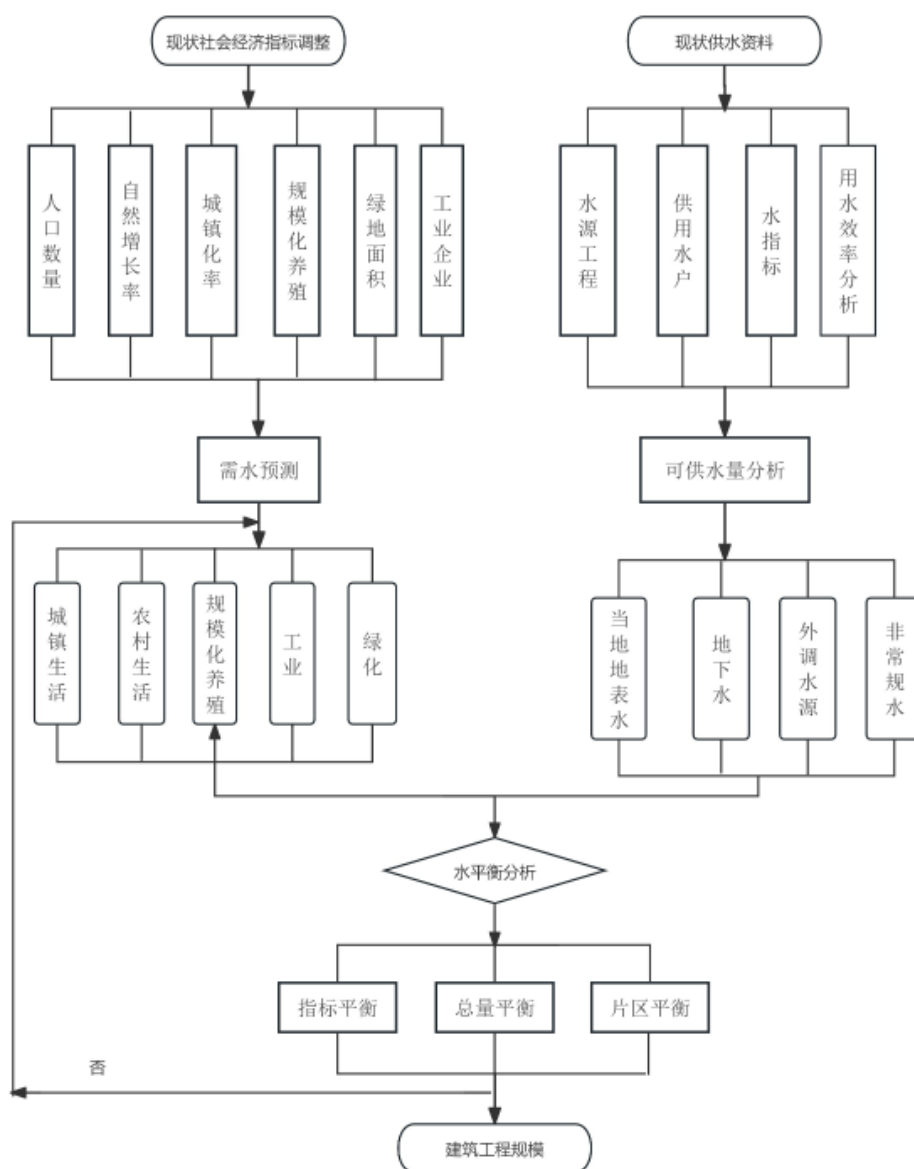 现状社会经济指标调整
现状供水资料
人口数量
自然增长率
城镇化率
规模化养殖
绿地面积
工业企业
水源工程
供用水户
水指标
用水效率分析
需水预测
可供水量分析
城镇生活
农村生活
规模化养殖
工业
绿化
当地地表水
地下水
外调水源
非常规水
水平衡分析
指标平衡
总量平衡
片区平衡
否
建筑工程规模